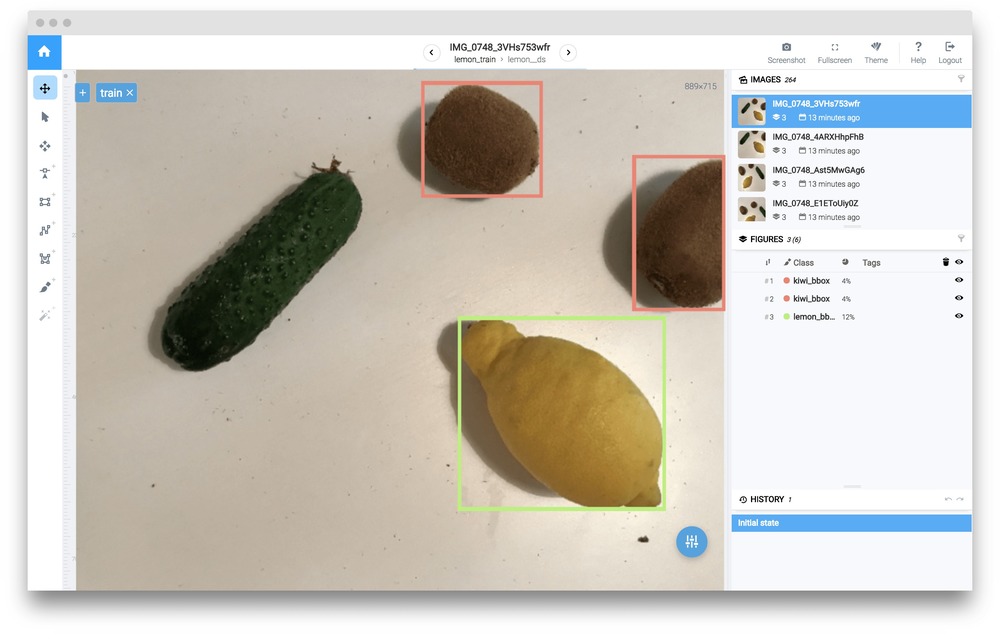 IMG_0748_3VHs753wfr
lemon_train › lemon__ds
Screenshot
Fullscreen
Theme
Help
Logout
+
train ×
889×715
IMAGES 264
IMG_0748_3VHs753wfr
3 13 minutes ago
IMG_0748_4ARXHhpFhB
3 13 minutes ago
IMG_0748_Ast5MwGAg6
3 13 minutes ago
IMG_0748_E1EToUiy0Z
3 13 minutes ago
FIGURES 3 (6)
Class Tags
#1 kiwi_bbox 4%
#2 kiwi_bbox 4%
#3 lemon_bb... 12%
HISTORY 1
Initial state